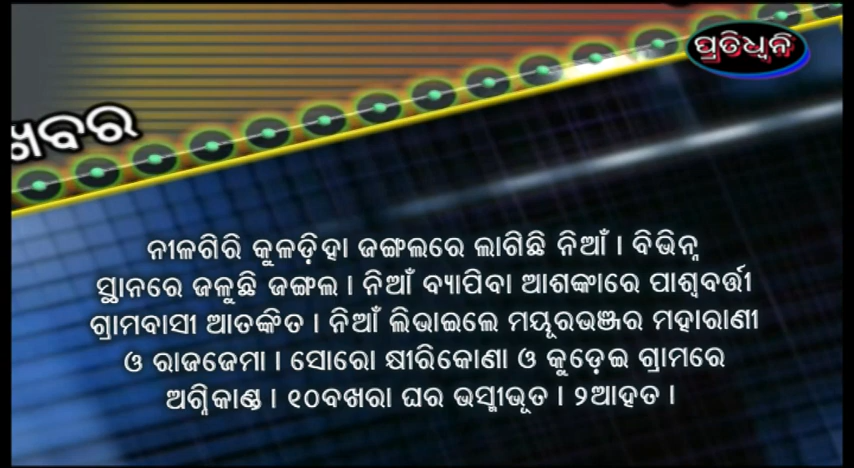 ପ୍ରତିଧ୍ୱନି
ଖବର
ନୀଳଗିରି କୁଳଡ଼ିହା ଜଙ୍ଗଲରେ ଲାଗିଛି ନିଆଁ । ବିଭିନ୍ନ
ସ୍ଥାନରେ ଜଳୁଛି ଜଙ୍ଗଲ । ନିଆଁ ବ୍ୟାପିବା ଆଶଙ୍କାରେ ପାଶ୍ୱବର୍ତ୍ତୀ
ଗ୍ରାମବାସୀ ଆତଙ୍କିତ । ନିଆଁ ଲିଭାଇଲେ ମୟୂରଭଞ୍ଜର ମହାରାଣୀ
ଓ ରାଜଜେମା । ସୋରୋ କ୍ଷୀରିକୋଣା ଓ କୁଡ଼େଇ ଗ୍ରାମରେ
ଅଗ୍ନିକାଣ୍ଡ । ୧୦ବଖରା ଘର ଭସ୍ମୀଭୂତ । ୨ଆହତ ।